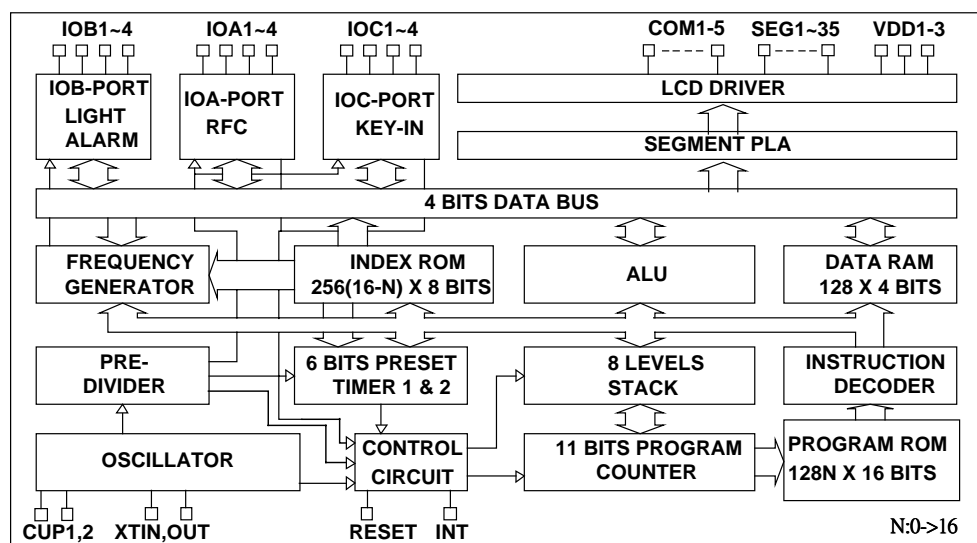 IOB1~4
IOA1~4
IOC1~4
COM1-5
SEG1~35
VDD1-3
IOB-PORT
LIGHT
ALARM
IOA-PORT
RFC
IOC-PORT
KEY-IN
LCD DRIVER
SEGMENT PLA
4 BITS DATA BUS
FREQUENCY
GENERATOR
INDEX ROM
256(16-N) X 8 BITS
ALU
DATA RAM
128 X 4 BITS
PRE-
DIVIDER
6 BITS PRESET
TIMER 1 & 2
8 LEVELS
STACK
INSTRUCTION
DECODER
OSCILLATOR
CONTROL
CIRCUIT
11 BITS PROGRAM
COUNTER
PROGRAM ROM
128N X 16 BITS
CUP1,2
XTIN,OUT
RESET
INT
N:0->16